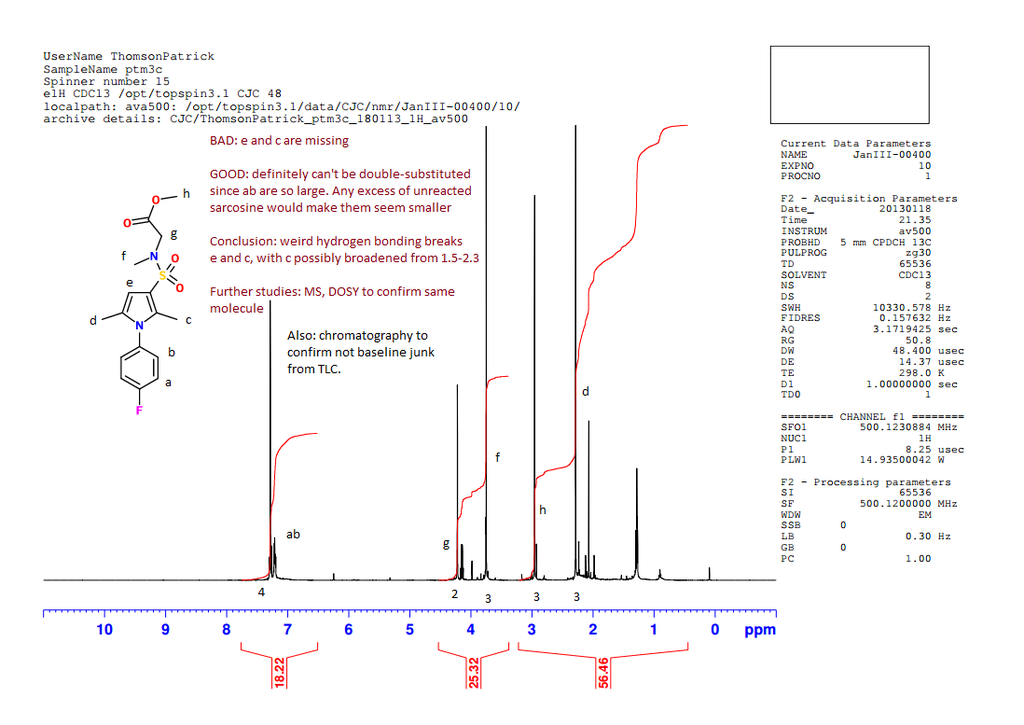 UserName ThomsonPatrick
SampleName ptm3c
Spinner number 15
e1H CDCl3 /opt/topspin3.1 CJC 48
localpath: ava500: /opt/topspin3.1/data/CJC/nmr/JanIII-00400/10/
archive details: CJC/ThomsonPatrick_ptm3c_180113_1H_av500
BAD: e and c are missing
GOOD: definitely can't be double-substituted
since ab are so large. Any excess of unreacted
sarcosine would make them seem smaller
Conclusion: weird hydrogen bonding breaks
e and c, with c possibly broadened from 1.5-2.3
Further studies: MS, DOSY to confirm same
molecule
Also: chromatography to
confirm not baseline junk
from TLC.
O h
O
g
f N O
S
e O
d c
N
b
a
F
Current Data Parameters
NAME JanIII-00400
EXPNO 10
PROCNO 1
F2 - Acquisition Parameters
Date_ 20130118
Time 21.35
INSTRUM av500
PROBHD 5 mm CPDCH 13C
PULPROG zg30
TD 65536
SOLVENT CDCl3
NS 8
DS 2
SWH 10330.578 Hz
FIDRES 0.157632 Hz
AQ 3.1719425 sec
RG 50.8
DW 48.400 usec
DE 14.37 usec
TE 298.0 K
D1 1.00000000 sec
TD0 1
======== CHANNEL f1 ========
SFO1 500.1230884 MHz
NUC1 1H
P1 8.25 usec
PLW1 14.93500042 W
F2 - Processing parameters
SI 65536
SF 500.1200000 MHz
WDW EM
SSB 0
LB 0.30 Hz
GB 0
PC 1.00
d
f
h
ab
g
4 2 3 3 3
10 9 8 7 6 5 4 3 2 1 0 ppm
18.22 25.32 56.46